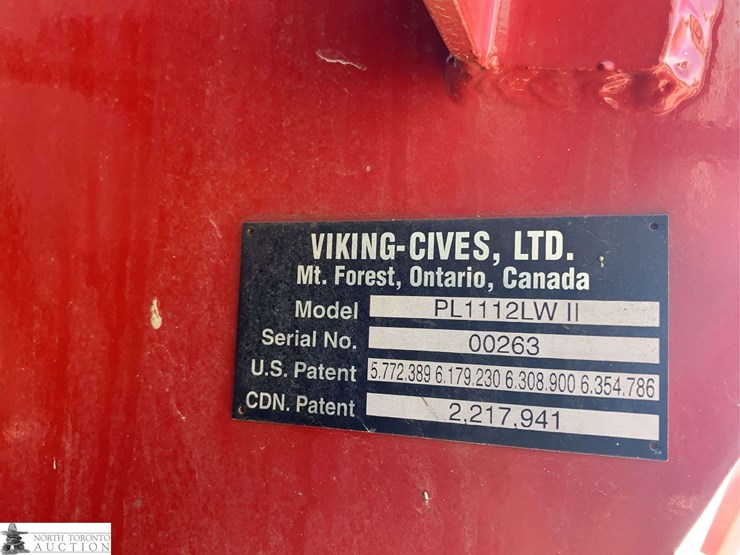 VIKING-CIVES, LTD.
Mt. Forest, Ontario, Canada
Model PL1112LW II
Serial No. 00263
U.S. Patent 5.772.389 6.179.230 6.308.900 6.354.786
CDN. Patent 2,217,941
NORTH TORONTO
AUCTION